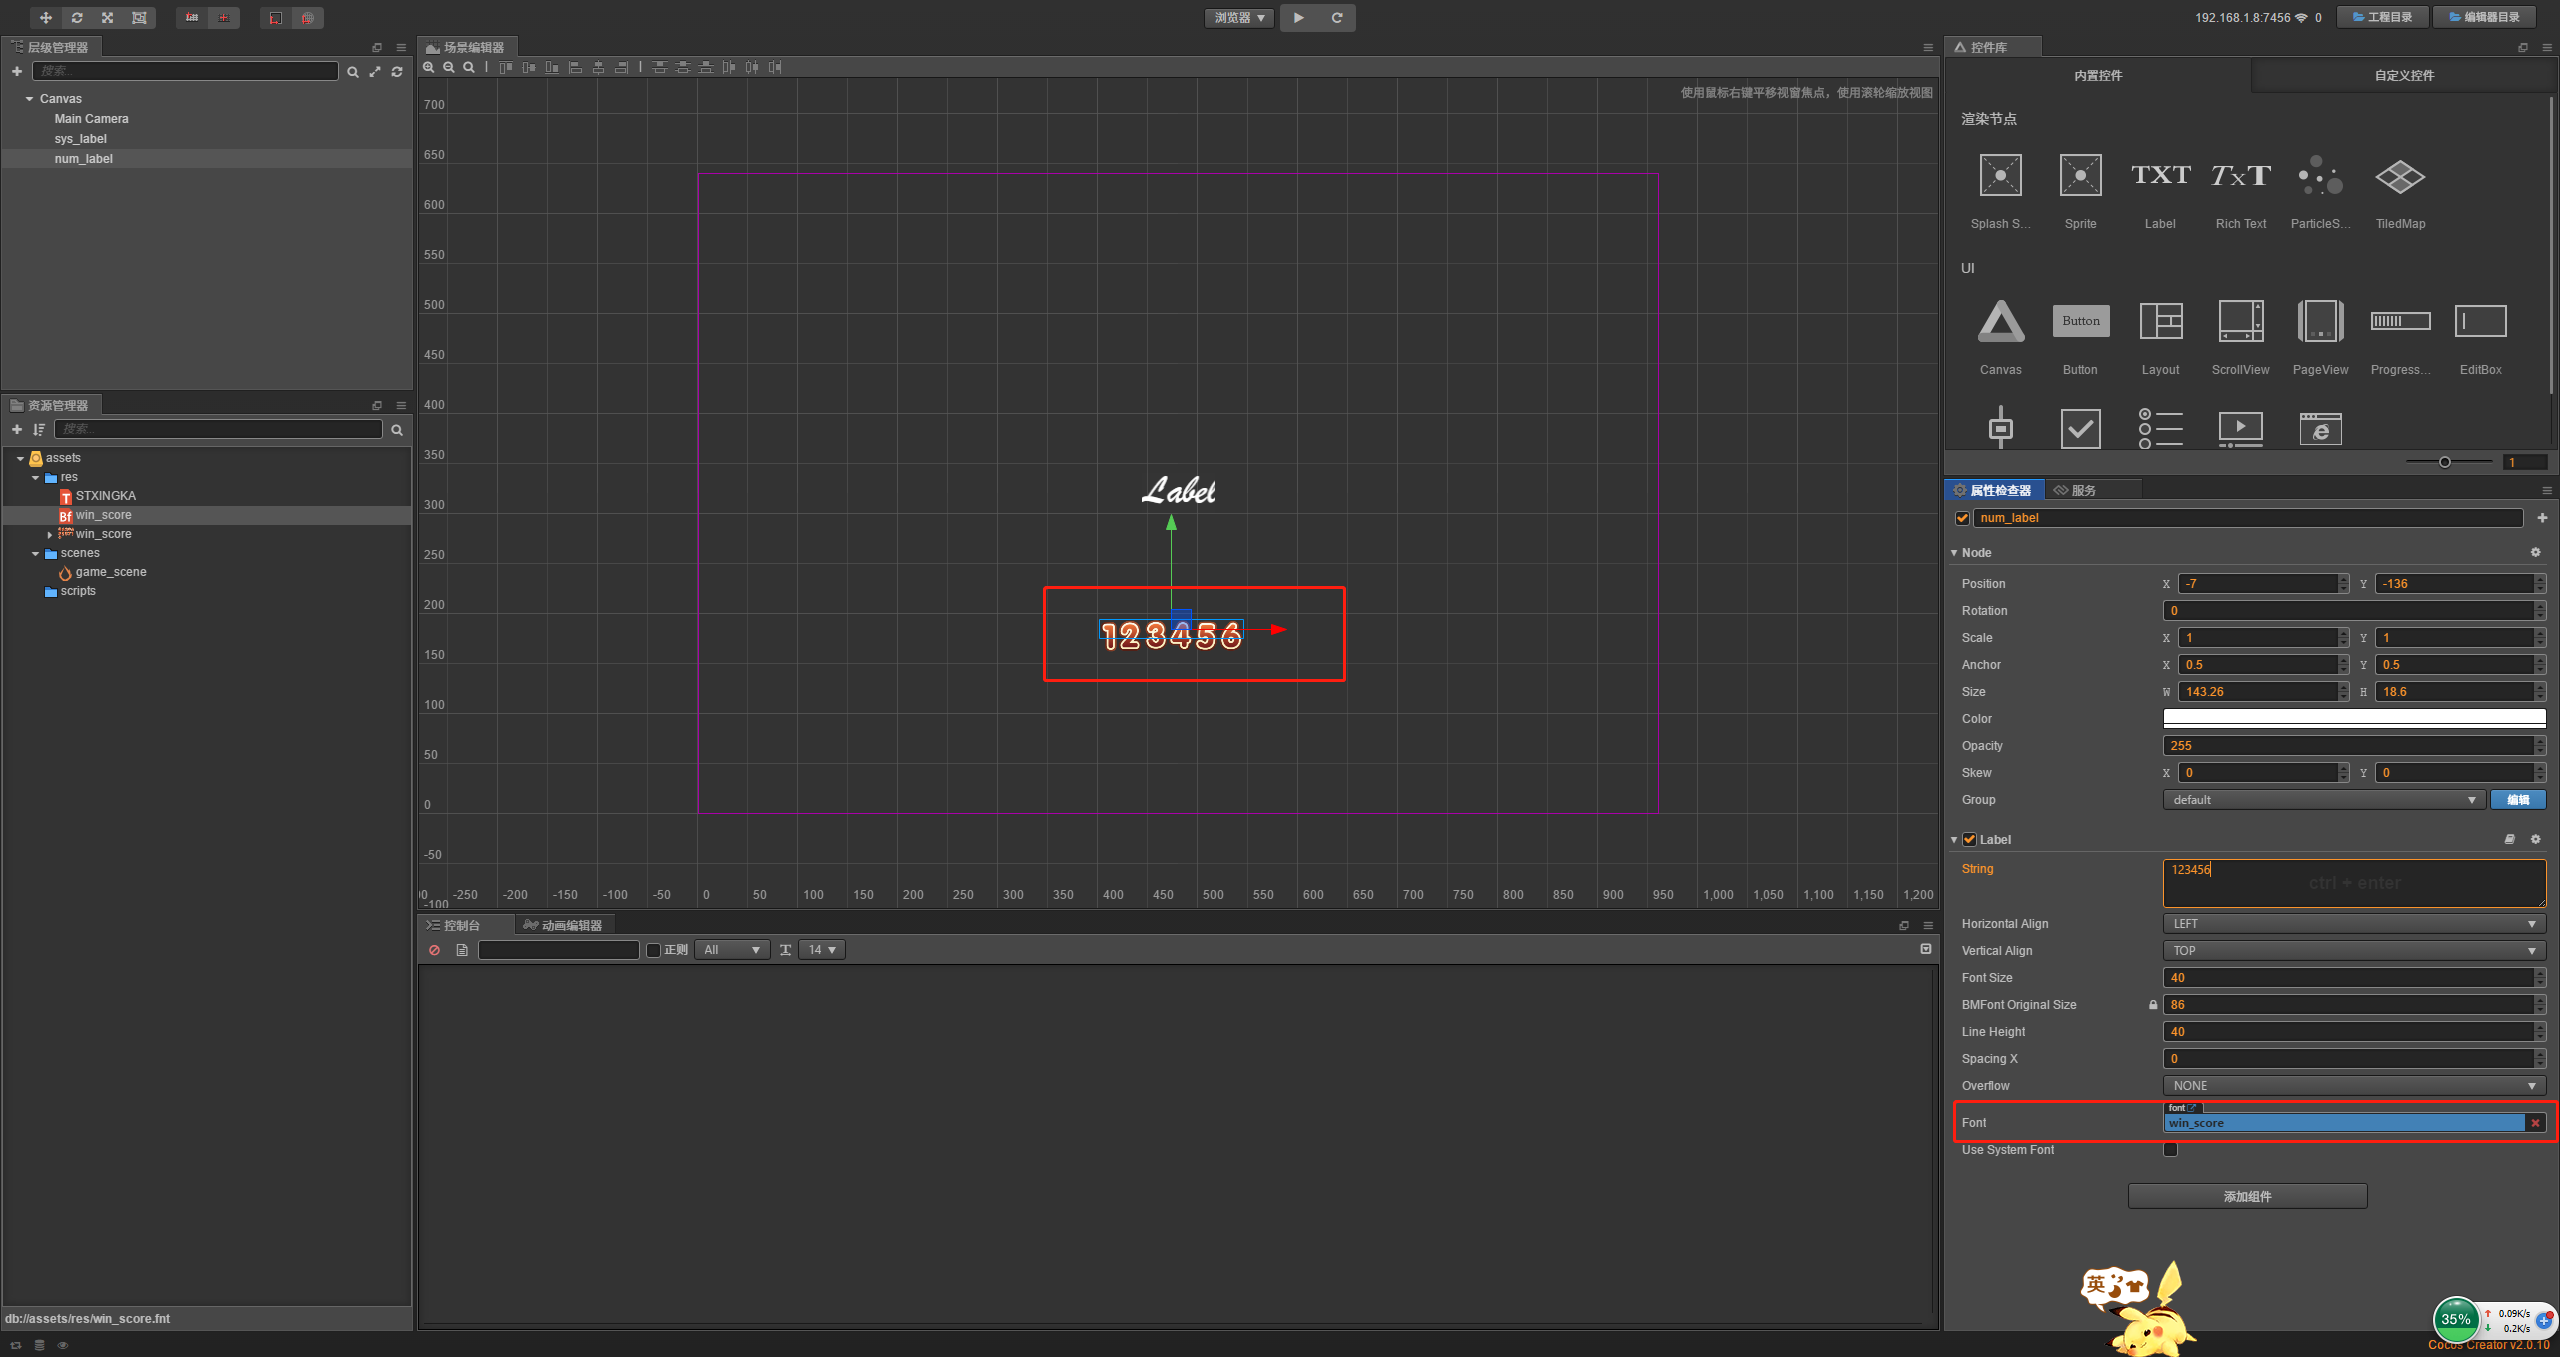 浏览器
192.168.1.8:7456 0
工程目录
编辑器目录
层级管理器
搜索...
Canvas
Main Camera
sys_label
num_label
资源管理器
搜索...
assets
res
STXINGKA
win_score
win_score
scenes
game_scene
scripts
db://assets/res/win_score.fnt
场景编辑器
使用鼠标右键平移视窗焦点，使用滚轮缩放视图
700
650
600
550
500
450
400
350
300
250
200
150
100
50
0
-50
-100
Label
123456
00 -250 -200 -150 -100 -50 0 50 100 150 200 250 300 350 400 450 500 550 600 650 700 750 800 850 900 950 1,000 1,050 1,100 1,150 1,200
控制台
动画编辑器
正则
All
14
控件库
内置控件
自定义控件
渲染节点
TXT
TxT
Splash S...
Sprite
Label
Rich Text
ParticleS...
TiledMap
UI
Button
Canvas
Button
Layout
ScrollView
PageView
Progress...
EditBox
1
属性检查器
服务
num_label
Node
Position X -7 Y -136
Rotation 0
Scale X 1 Y 1
Anchor X 0.5 Y 0.5
Size W 143.26 H 18.6
Color
Opacity 255
Skew X 0 Y 0
Group default 编辑
Label
String 123456
ctrl + enter
Horizontal Align LEFT
Vertical Align TOP
Font Size 40
BMFont Original Size 86
Line Height 40
Spacing X 0
Overflow NONE
font
Font win_score
Use System Font
添加组件
英
35%
0.09K/s
0.2K/s
Cocos Creator v2.0.10